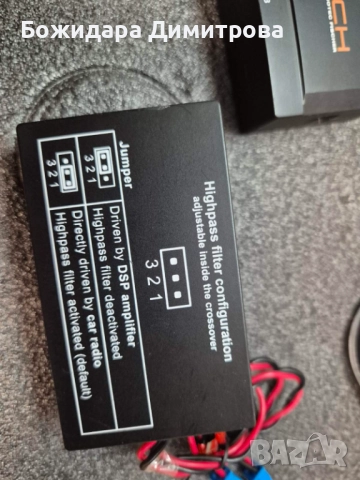 Божидара Димитрова
CH
Highpass filter configuration
adjustable inside the crossover
3 2 1
Jumper
3 2 1
Driven by DSP amplifier
Highpass filter deactivated
3 2 1
Directly driven by car radio
Highpass filter activated (default)
BAZAR